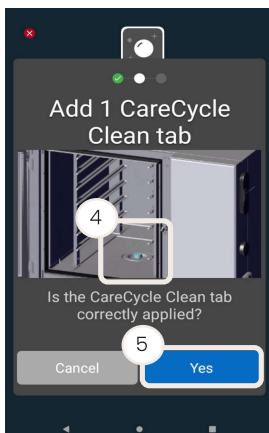 Add 1 CareCycle
Clean tab
4
Is the CareCycle Clean tab
correctly applied?
5
Cancel
Yes